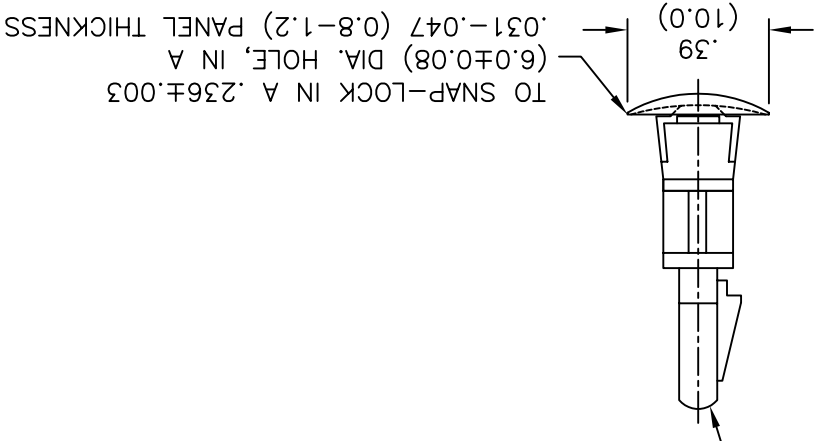 TO SNAP-LOCK IN A .236±.003
(6.0±0.08) DIA. HOLE, IN A
.031-.047 (0.8-1.2) PANEL THICKNESS
.39
(10.0)